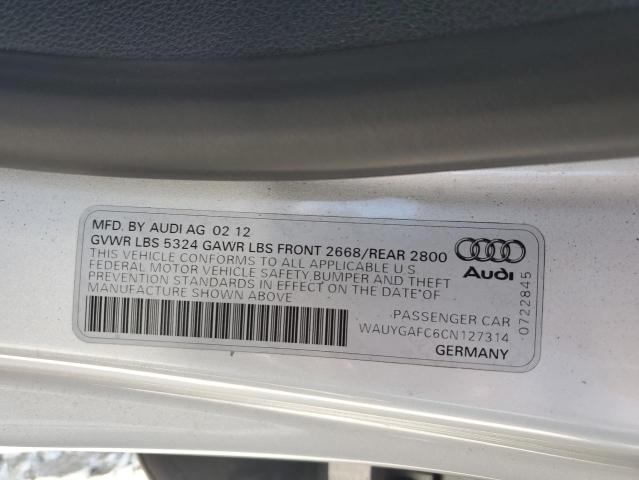 MFD. BY AUDI AG 02 12
GVWR LBS 5324 GAWR LBS FRONT 2668/REAR 2800
THIS VEHICLE CONFORMS TO ALL APPLICABLE U.S
FEDERAL MOTOR VEHICLE SAFETY, BUMPER AND THEFT
PREVENTION STANDARDS IN EFFECT ON THE DATE OF
MANUFACTURE SHOWN ABOVE
Audi
PASSENGER CAR
WAUYGAFC6CN127314
GERMANY
0722845